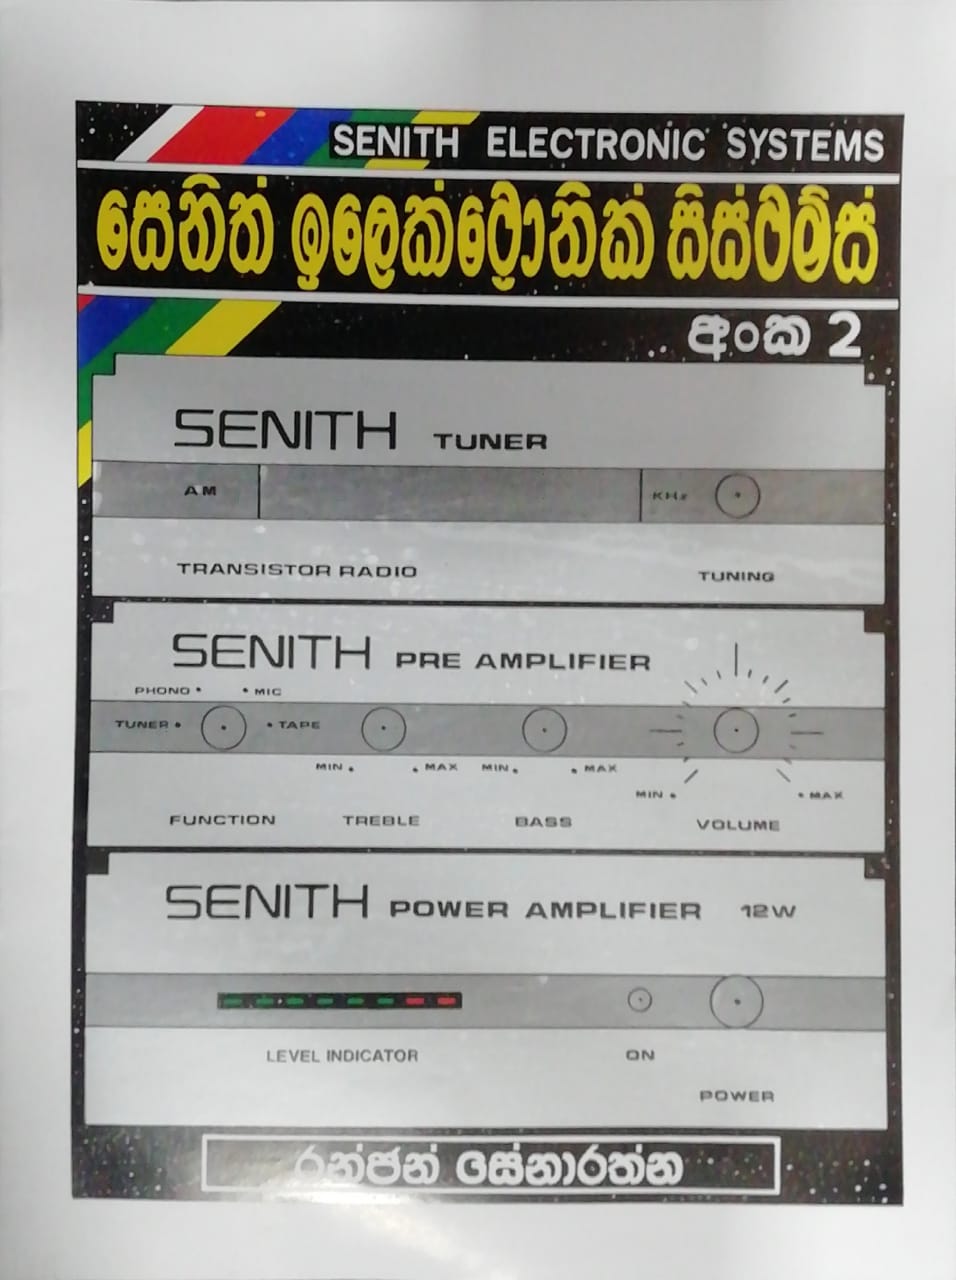 SENITH ELECTRONIC SYSTEMS
සෙනිත් ඉලෙක්ට්‍රොනික් සිස්ටම්ස්
අංක 2
SENITH TUNER
AM KHz
TRANSISTOR RADIO TUNING
SENITH PRE AMPLIFIER
PHONO MIC
TUNER TAPE
MIN MAX MIN MAX
MIN MAX
FUNCTION TREBLE BASS VOLUME
SENITH POWER AMPLIFIER 12W
LEVEL INDICATOR ON
POWER
රන්ජන් සේනාරත්න